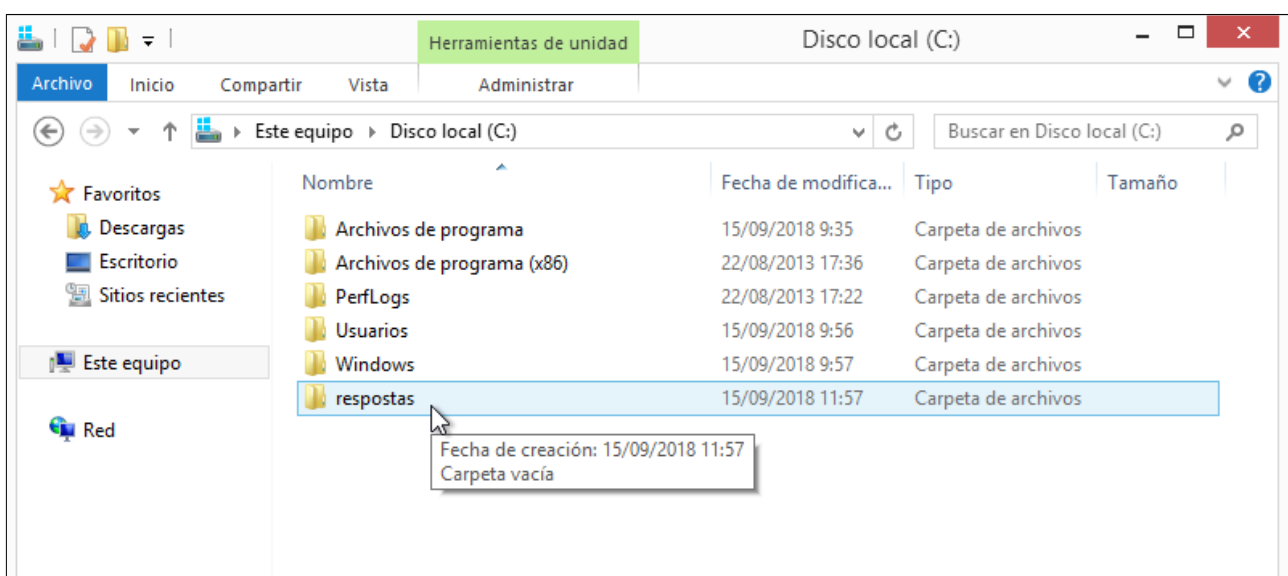 Herramientas de unidad
Disco local (C:)
Archivo Inicio Compartir Vista Administrar
Este equipo Disco local (C:)
Buscar en Disco local (C:)
Favoritos
Descargas
Escritorio
Sitios recientes
Este equipo
Red
Nombre Fecha de modifica... Tipo Tamaño
Archivos de programa 15/09/2018 9:35 Carpeta de archivos
Archivos de programa (x86) 22/08/2013 17:36 Carpeta de archivos
PerfLogs 22/08/2013 17:22 Carpeta de archivos
Usuarios 15/09/2018 9:56 Carpeta de archivos
Windows 15/09/2018 9:57 Carpeta de archivos
respostas 15/09/2018 11:57 Carpeta de archivos
Fecha de creación: 15/09/2018 11:57
Carpeta vacía